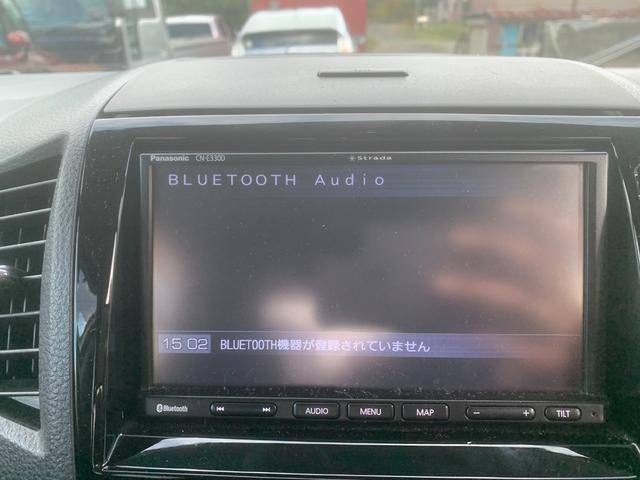 Panasonic CN-E3300 Strada
BLUETOOTH Audio
15 02 BLUETOOTH機器が登録されていません
Bluetooth AUDIO MENU MAP − + TILT